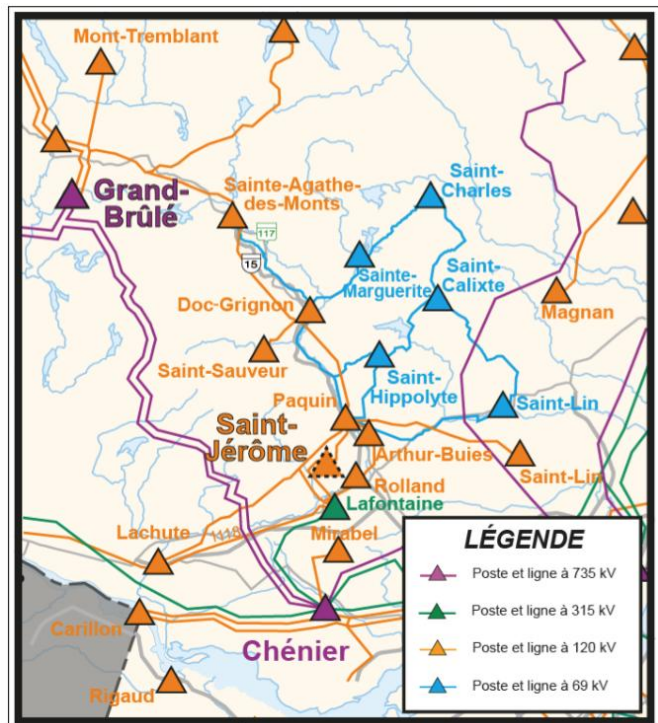 Mont-Tremblant
Grand-
Brûlé
Sainte-Agathe-
des-Monts
Saint-
Charles
117
15
Sainte-
Marguerite
Saint-
Calixte
Doc-Grignon
Magnan
Saint-Sauveur
Saint-
Hippolyte
Paquin
Saint-Lin
Saint-
Jérôme
Arthur-Buies
Saint-Lin
Rolland
Lafontaine
Lachute
1118
Mirabel
Carillon
Chénier
Rigaud
LÉGENDE
Poste et ligne à 735 kV
Poste et ligne à 315 kV
Poste et ligne à 120 kV
Poste et ligne à 69 kV